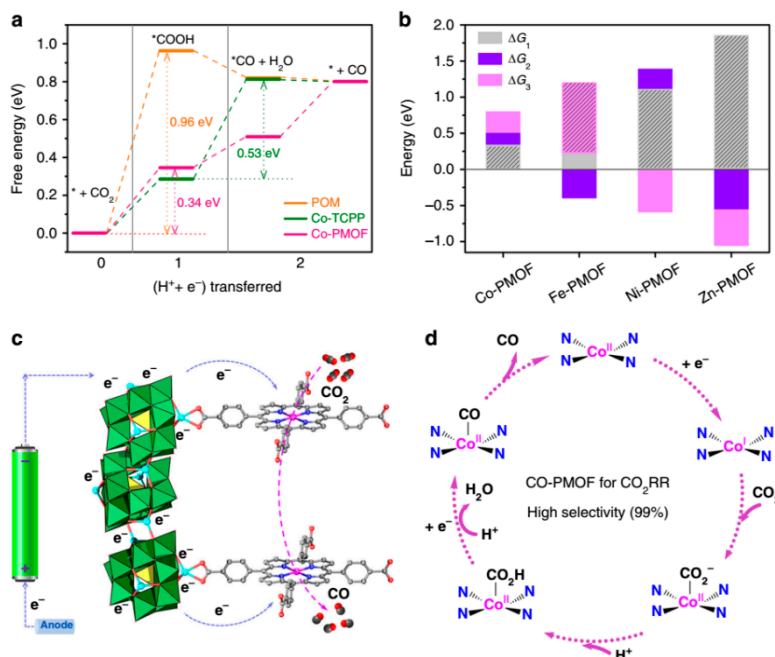 a
1.0
0.8
0.6
0.4
0.2
0.0
Free energy (eV)
*COOH
*CO + H2O
* + CO
* + CO2
0.96 eV
0.53 eV
0.34 eV
POM
Co-TCPP
Co-PMOF
0 1 2
(H⁺+ e⁻) transferred
b
2.0
1.5
1.0
0.5
0.0
−0.5
−1.0
Energy (eV)
ΔG1
ΔG2
ΔG3
Co-PMOF
Fe-PMOF
Ni-PMOF
Zn-PMOF
c
e⁻
e⁻
e⁻
e⁻
CO2
e⁻
−
e⁻
e⁻
e⁻
+
e⁻
e⁻
e⁻
CO
e⁻
Anode
e⁻
d
CO
N N
CoII
N N
+ e⁻
CO
N N
CoII
N N
N N
CoI
N N
H2O
CO-PMOF for CO2RR
CO2
+ e⁻
H⁺
High selectivity (99%)
CO2H
N N
CoII
N N
CO2⁻
N N
CoII
N N
H⁺